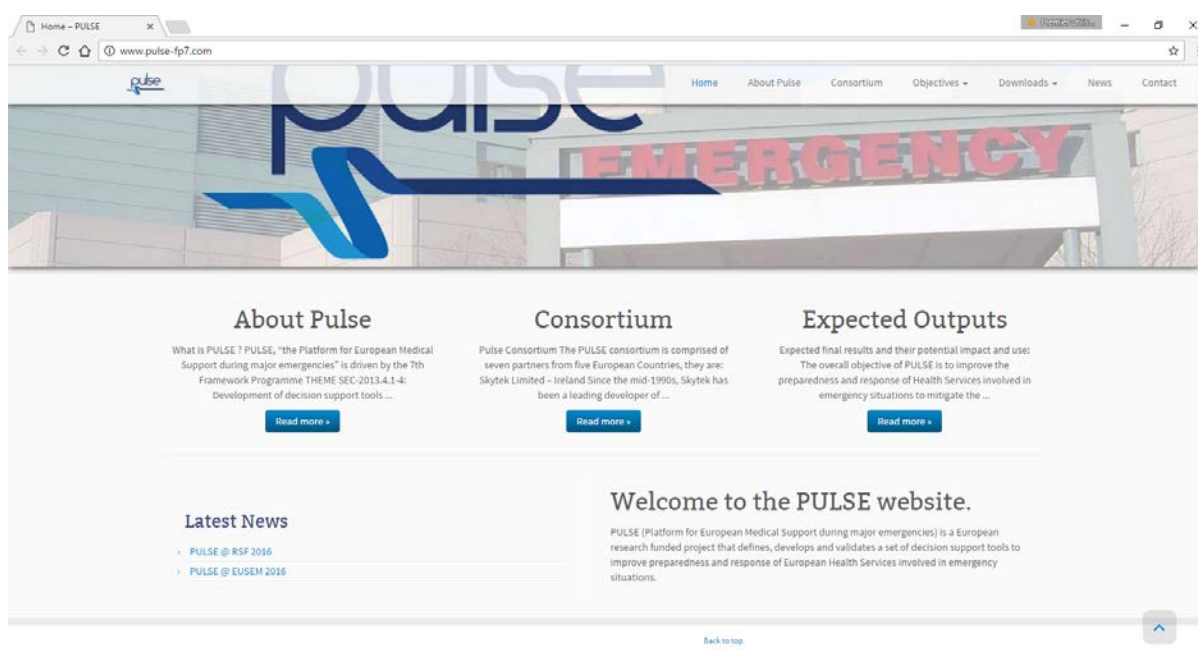 Home – PULSE
www.pulse-fp7.com
pulse
Home About Pulse Consortium Objectives Downloads News Contact
pulse
EMERGENCY
About Pulse
What is PULSE ? PULSE, “the Platform for European Medical
Support during major emergencies” is driven by the 7th
Framework Programme THEME SEC-2013.4.1-4:
Development of decision support tools ...
Read more »
Consortium
Pulse Consortium The PULSE consortium is comprised of
seven partners from five European Countries, they are:
Skytek Limited – Ireland Since the mid-1990s, Skytek has
been a leading developer of ...
Read more »
Expected Outputs
Expected final results and their potential impact and use:
The overall objective of PULSE is to improve the
preparedness and response of Health Services involved in
emergency situations to mitigate the ...
Read more »
Latest News
PULSE @ RSF 2016
PULSE @ EUSEM 2016
Welcome to the PULSE website.
PULSE (Platform for European Medical Support during major emergencies) is a European
research funded project that defines, develops and validates a set of decision support tools to
improve preparedness and response of European Health Services involved in emergency
situations.
Back to top